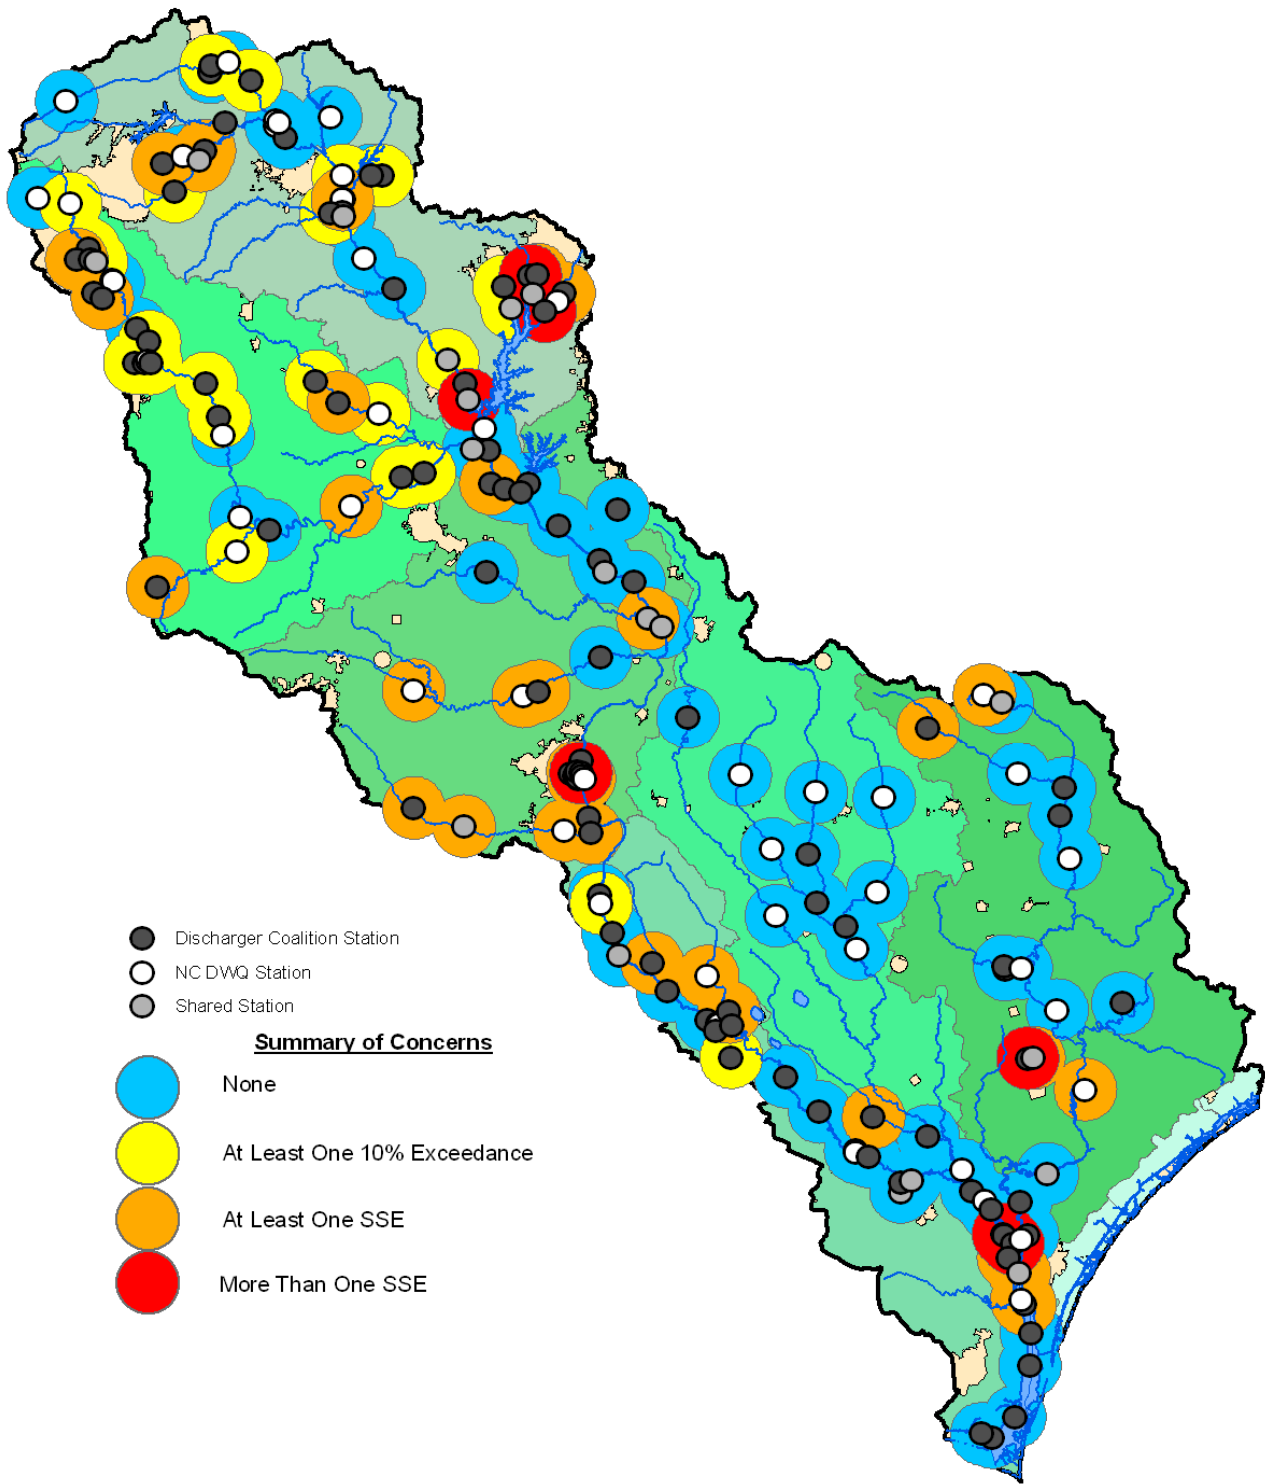 Discharger Coalition Station
NC DWQ Station
Shared Station
Summary of Concerns
None
At Least One 10% Exceedance
At Least One SSE
More Than One SSE